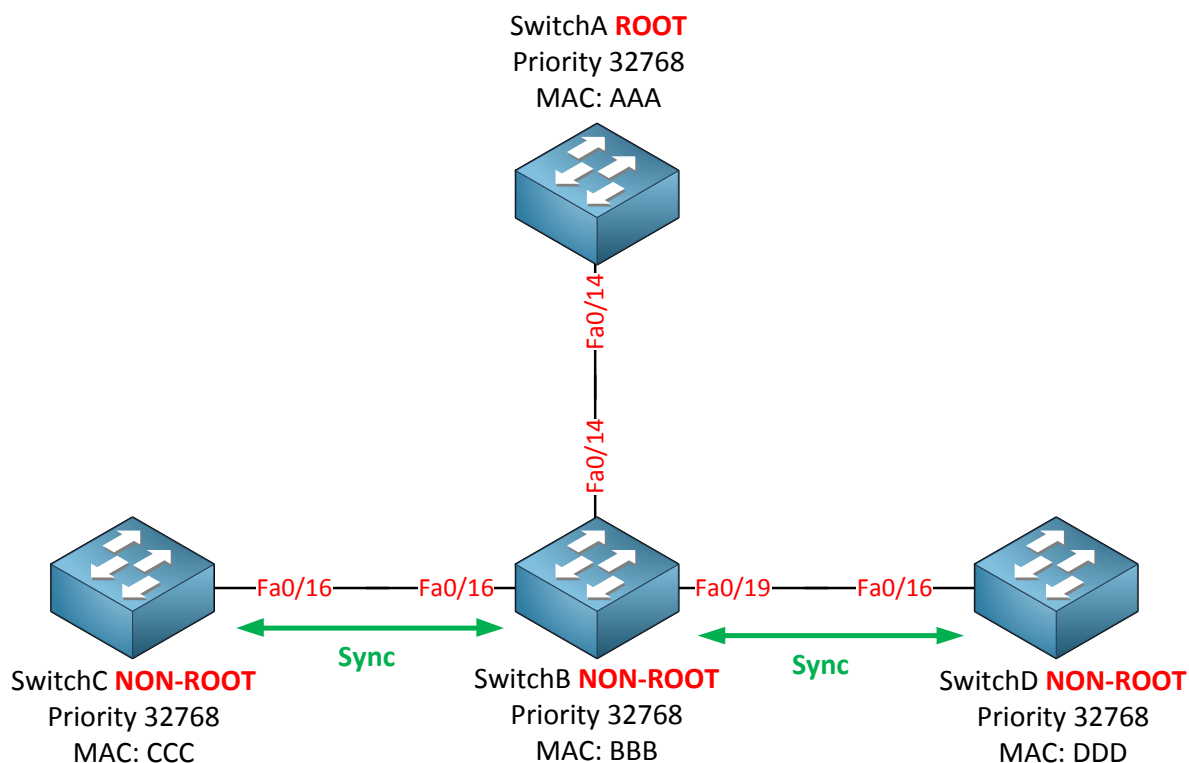 SwitchA ROOT
Priority 32768
MAC: AAA
Fa0/14
Fa0/14
Fa0/16
Fa0/16
Fa0/19
Fa0/16
Sync
Sync
SwitchC NON-ROOT
Priority 32768
MAC: CCC
SwitchB NON-ROOT
Priority 32768
MAC: BBB
SwitchD NON-ROOT
Priority 32768
MAC: DDD